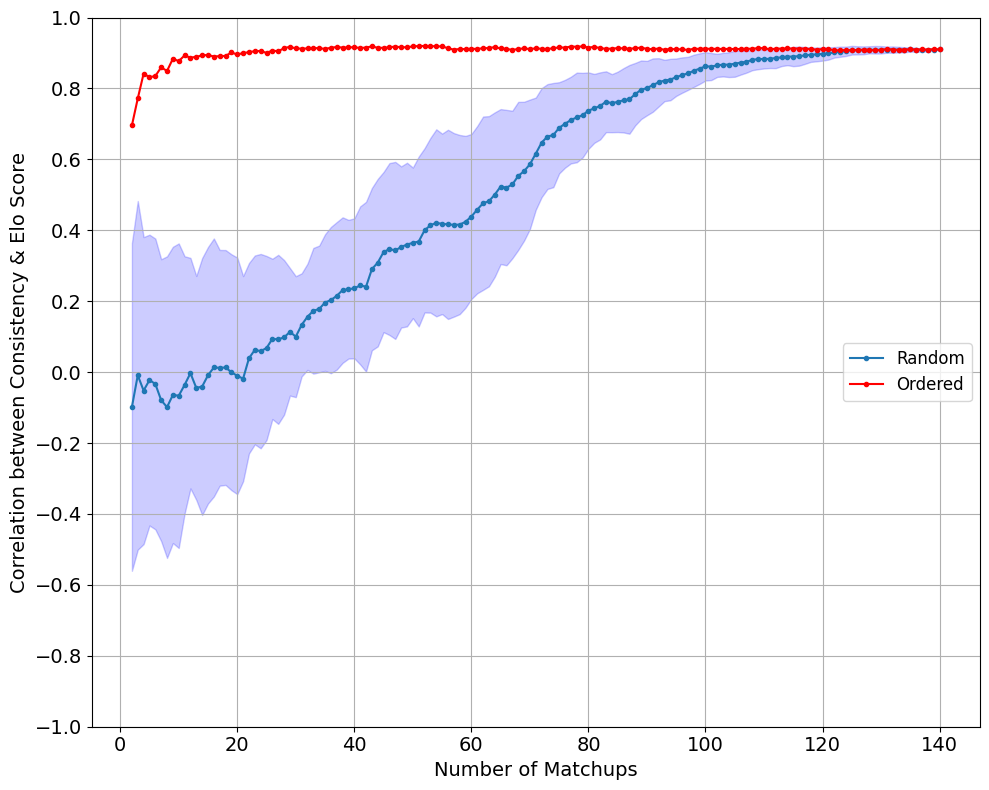 1.0
0.8
0.6
0.4
0.2
0.0
−0.2
−0.4
−0.6
−0.8
−1.0
Correlation between Consistency & Elo Score
Random
Ordered
0 20 40 60 80 100 120 140
Number of Matchups